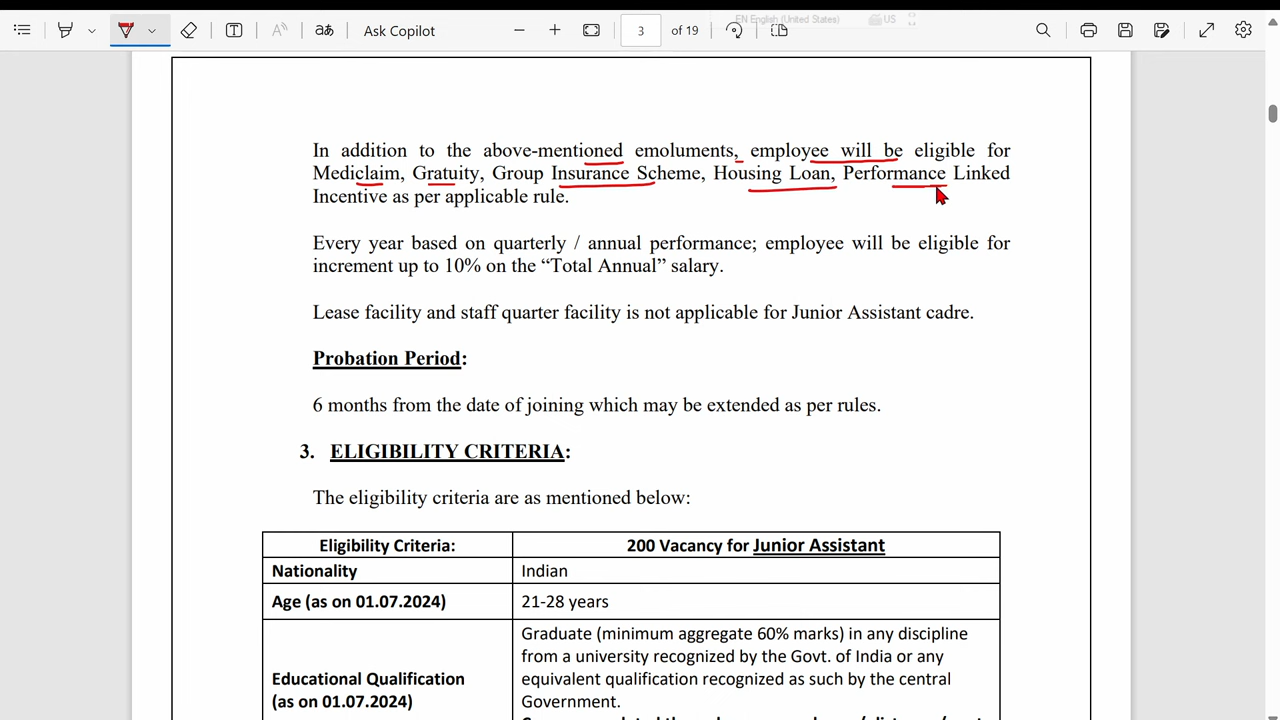 EN English (United States) US
Ask Copilot 3 of 19
In addition to the above-mentioned emoluments, employee will be eligible for
Mediclaim, Gratuity, Group Insurance Scheme, Housing Loan, Performance Linked
Incentive as per applicable rule.
Every year based on quarterly / annual performance; employee will be eligible for
increment up to 10% on the “Total Annual” salary.
Lease facility and staff quarter facility is not applicable for Junior Assistant cadre.
Probation Period:
6 months from the date of joining which may be extended as per rules.
3. ELIGIBILITY CRITERIA:
The eligibility criteria are as mentioned below:
Eligibility Criteria: 200 Vacancy for Junior Assistant
Nationality Indian
Age (as on 01.07.2024) 21-28 years
Educational Qualification
(as on 01.07.2024)
Graduate (minimum aggregate 60% marks) in any discipline
from a university recognized by the Govt. of India or any
equivalent qualification recognized as such by the central
Government.